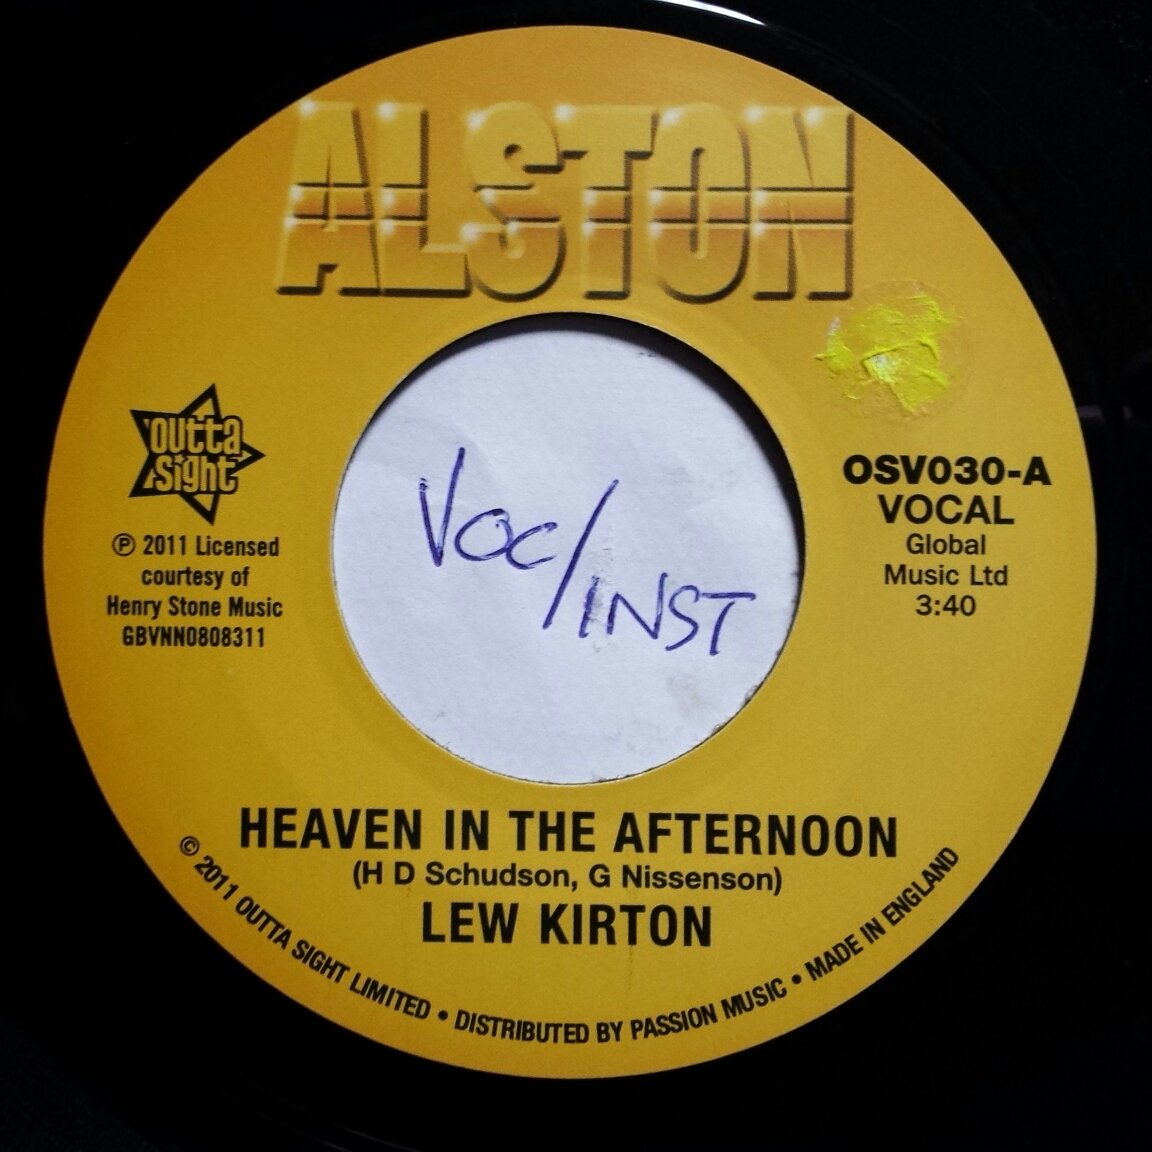 ALSTON
outta
Sight
℗ 2011 Licensed
courtesy of
Henry Stone Music
GBVNN0808311
OSV030-A
VOCAL
Global
Music Ltd
3:40
VOC/INST
HEAVEN IN THE AFTERNOON
(H D Schudson, G Nissenson)
LEW KIRTON
© 2011 OUTTA SIGHT LIMITED • DISTRIBUTED BY PASSION MUSIC • MADE IN ENGLAND